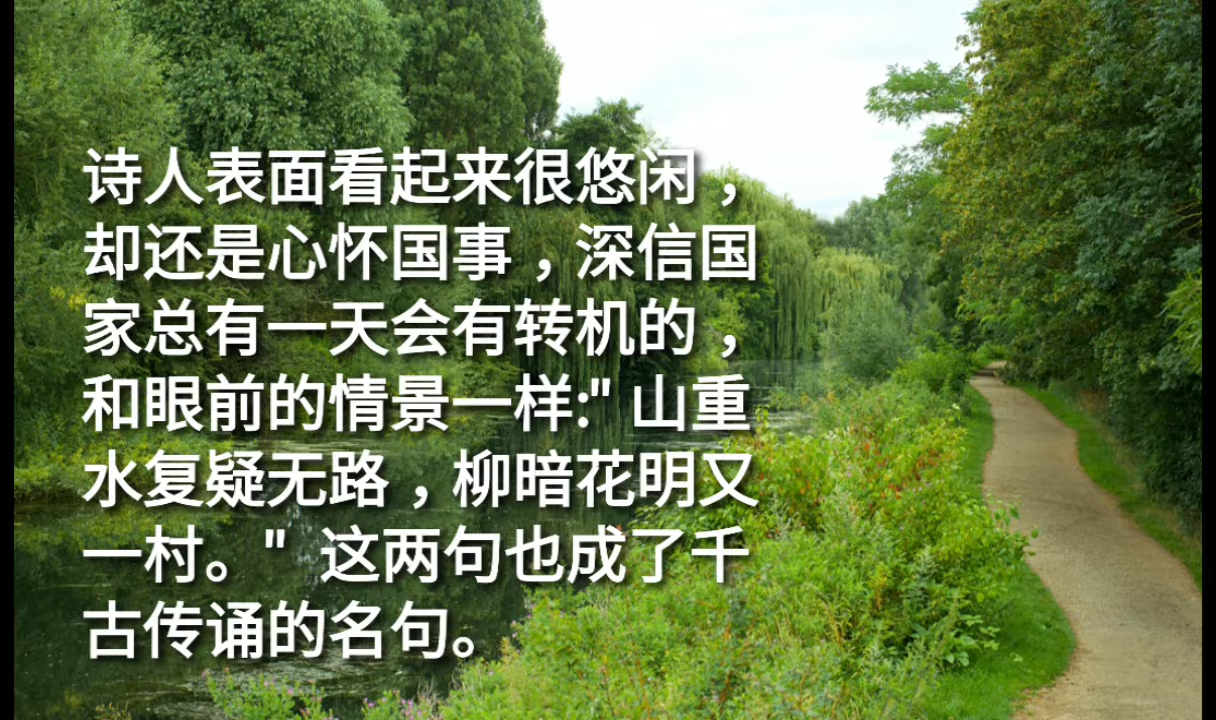 诗人表面看起来很悠闲，
却还是心怀国事，深信国
家总有一天会有转机的，
和眼前的情景一样:"山重
水复疑无路，柳暗花明又
一村。" 这两句也成了千
古传诵的名句。